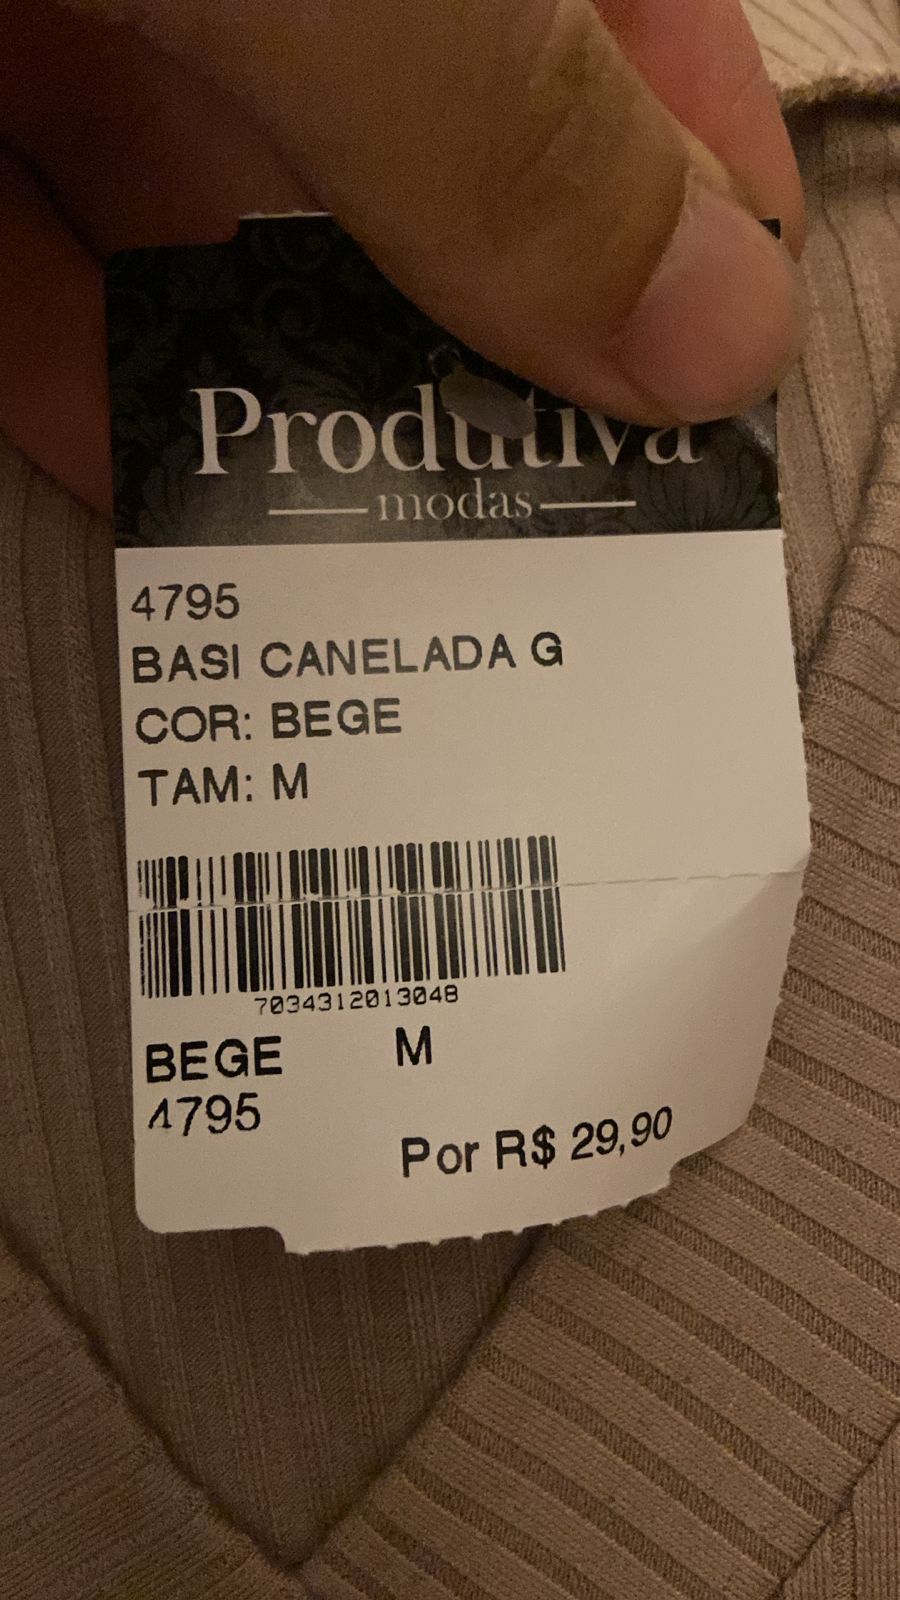 Produtiva
modas
4795
BASI CANELADA G
COR: BEGE
TAM: M
7034312013048
BEGE M
4795
Por R$ 29,90